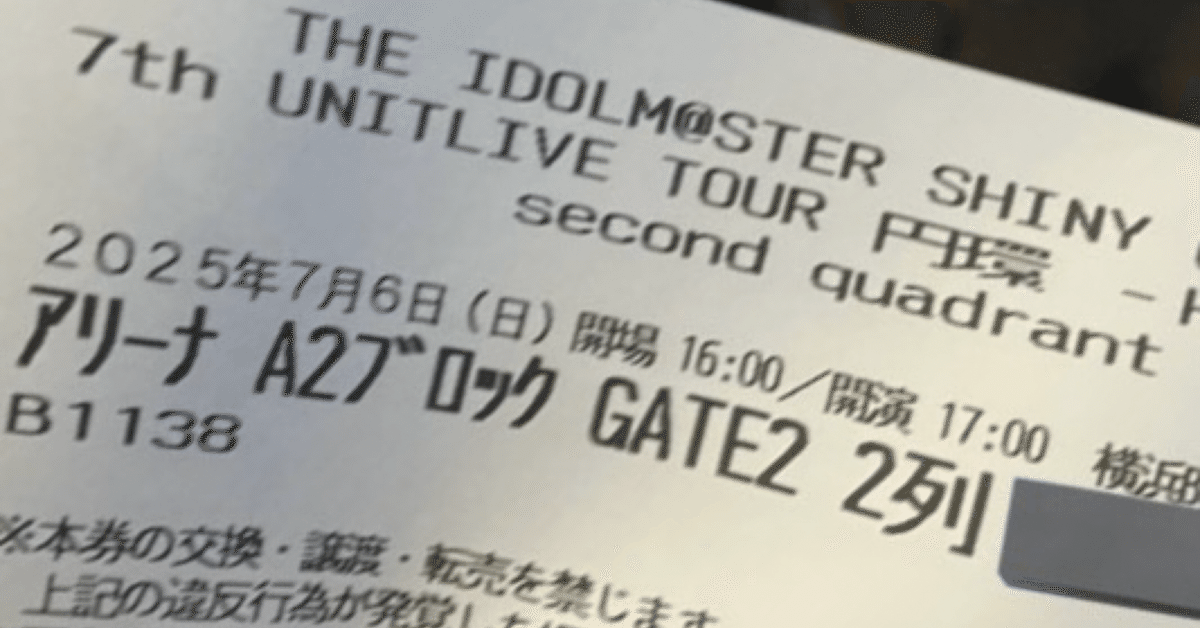 THE IDOLM@STER SHINY
7th UNITLIVE TOUR 円環 -
second quadrant
2025年7月6日(日) 開場 16:00/開演 17:00 横浜
アリーナ A2ブロック GATE2 2列
B1138
※本券の交換・譲渡・転売を禁じます
上記の違反行為が発覚した